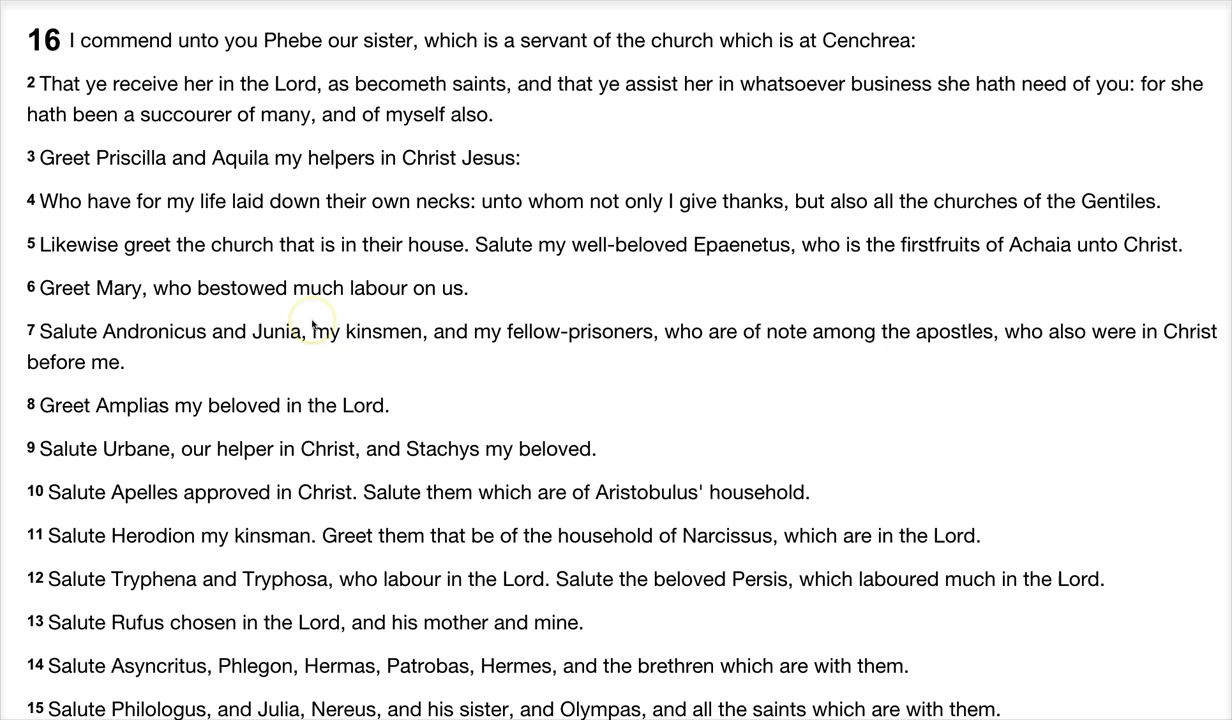 16 I commend unto you Phebe our sister, which is a servant of the church which is at Cenchrea:
2 That ye receive her in the Lord, as becometh saints, and that ye assist her in whatsoever business she hath need of you: for she
hath been a succourer of many, and of myself also.
3 Greet Priscilla and Aquila my helpers in Christ Jesus:
4 Who have for my life laid down their own necks: unto whom not only I give thanks, but also all the churches of the Gentiles.
5 Likewise greet the church that is in their house. Salute my well-beloved Epaenetus, who is the firstfruits of Achaia unto Christ.
6 Greet Mary, who bestowed much labour on us.
7 Salute Andronicus and Junia, my kinsmen, and my fellow-prisoners, who are of note among the apostles, who also were in Christ
before me.
8 Greet Amplias my beloved in the Lord.
9 Salute Urbane, our helper in Christ, and Stachys my beloved.
10 Salute Apelles approved in Christ. Salute them which are of Aristobulus' household.
11 Salute Herodion my kinsman. Greet them that be of the household of Narcissus, which are in the Lord.
12 Salute Tryphena and Tryphosa, who labour in the Lord. Salute the beloved Persis, which laboured much in the Lord.
13 Salute Rufus chosen in the Lord, and his mother and mine.
14 Salute Asyncritus, Phlegon, Hermas, Patrobas, Hermes, and the brethren which are with them.
15 Salute Philologus, and Julia, Nereus, and his sister, and Olympas, and all the saints which are with them.